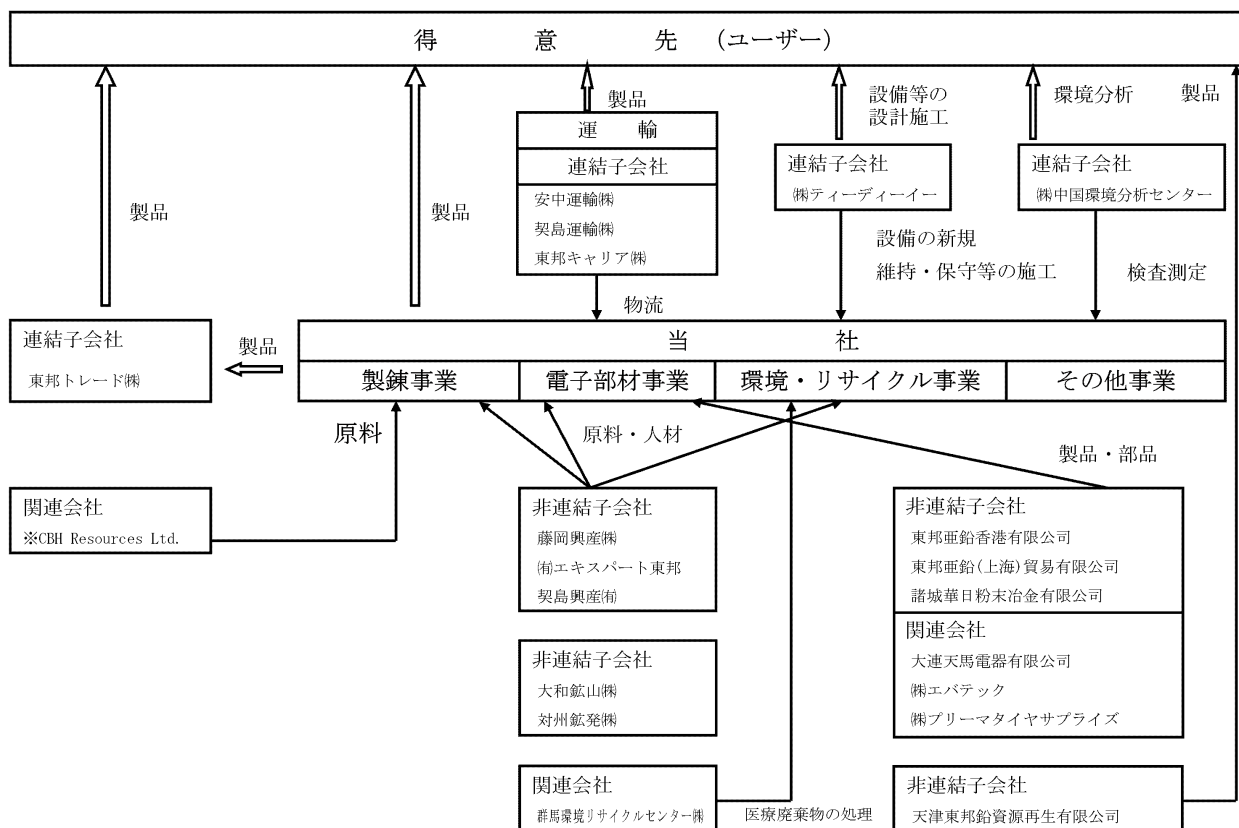 得意先(ユーザー)
製品
設備等の
設計施工
環境分析
製品
運輸
連結子会社
安中運輸㈱
契島運輸㈱
東邦キャリア㈱
連結子会社
㈱ティーディーイー
連結子会社
㈱中国環境分析センター
製品
製品
設備の新規
維持・保守等の施工
検査測定
物流
連結子会社
東邦トレード㈱
製品
当社
製錬事業
電子部材事業
環境・リサイクル事業
その他事業
原料
原料・人材
製品・部品
関連会社
※CBH Resources Ltd.
非連結子会社
藤岡興産㈱
㈲エキスパート東邦
契島興産㈲
非連結子会社
東邦亜鉛香港有限公司
東邦亜鉛(上海)貿易有限公司
諸城華日粉末冶金有限公司
関連会社
大連天馬電器有限公司
㈱エバテック
㈱プリーマタイヤサプライズ
非連結子会社
大和鉱山㈱
対州鉱発㈱
関連会社
群馬環境リサイクルセンター㈱
医療廃棄物の処理
非連結子会社
天津東邦鉛資源再生有限公司